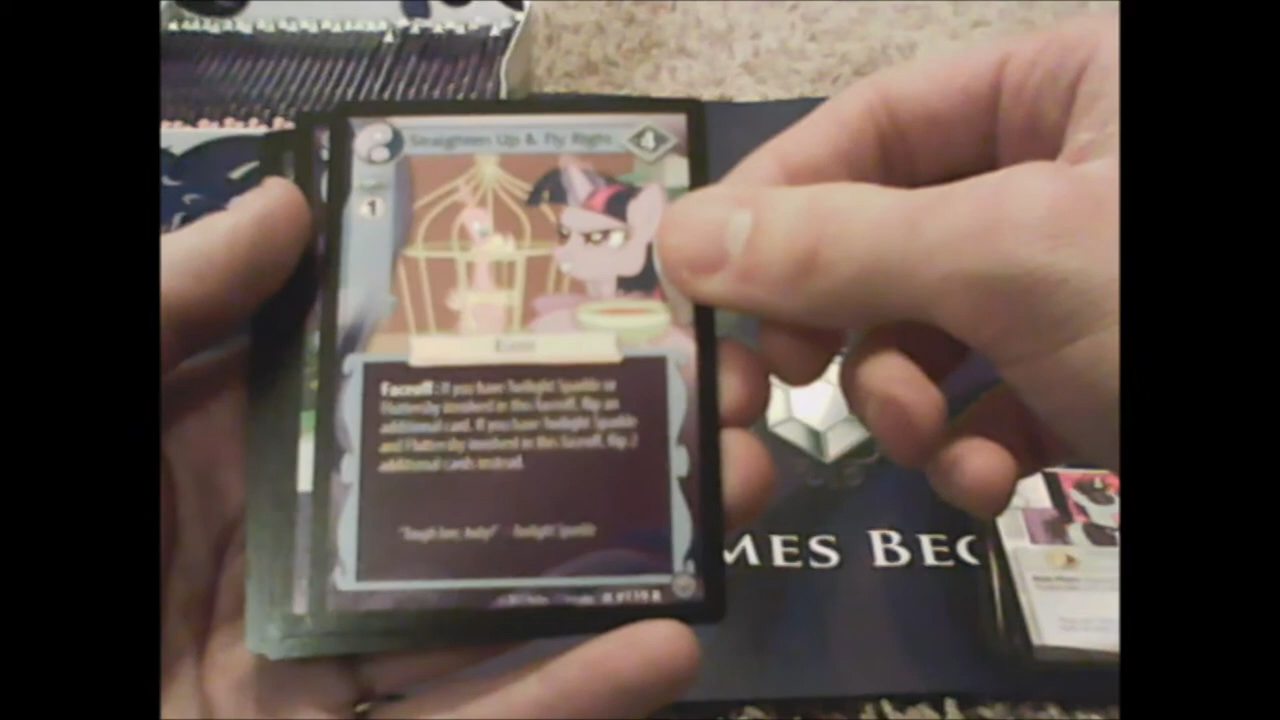 Straighten Up & Fly Right
4
1
Event
Faceoff: If you have Twilight Sparkle or
Fluttershy involved in this faceoff, flip an
additional card. If you have Twilight Sparkle
and Fluttershy involved in this faceoff, flip 2
additional cards instead.
"Tough love, baby!" -Twilight Sparkle
MES BEC